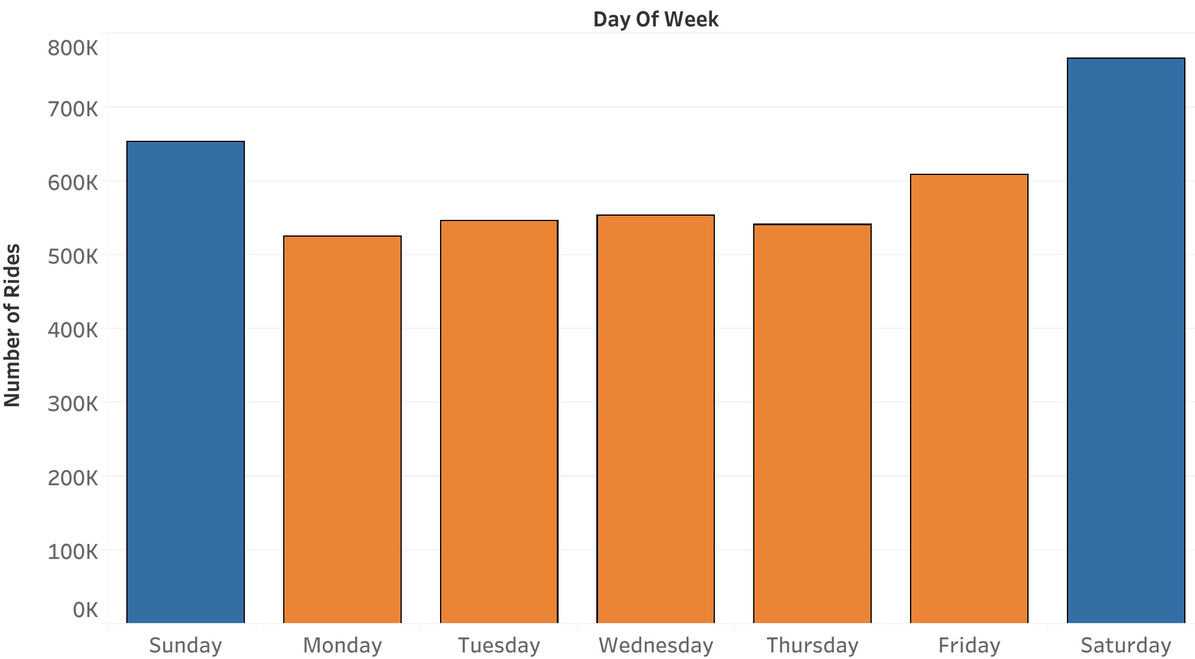 Day Of Week
Number of Rides
800K
700K
600K
500K
400K
300K
200K
100K
0K
Sunday Monday Tuesday Wednesday Thursday Friday Saturday